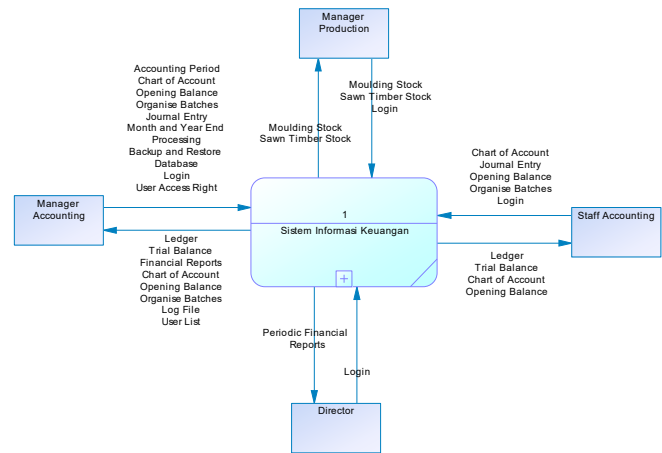 Manager
Production
Accounting Period
Chart of Account
Opening Balance
Organise Batches
Journal Entry
Month and Year End
Processing
Backup and Restore
Database
Login
User Access Right
Moulding Stock
Sawn Timber Stock
Moulding Stock
Sawn Timber Stock
Login
Chart of Account
Journal Entry
Opening Balance
Organise Batches
Login
Manager
Accounting
1
Sistem Informasi Keuangan
Staff Accounting
Ledger
Trial Balance
Financial Reports
Chart of Account
Opening Balance
Organise Batches
Log File
User List
Ledger
Trial Balance
Chart of Account
Opening Balance
Periodic Financial
Reports
Login
Director